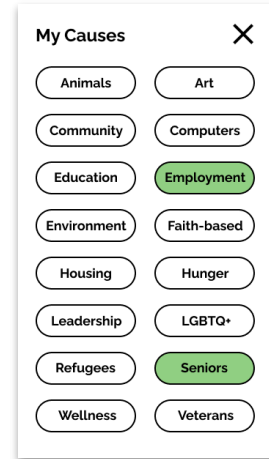 My Causes
Animals
Art
Community
Computers
Education
Employment
Environment
Faith-based
Housing
Hunger
Leadership
LGBTQ+
Refugees
Seniors
Wellness
Veterans